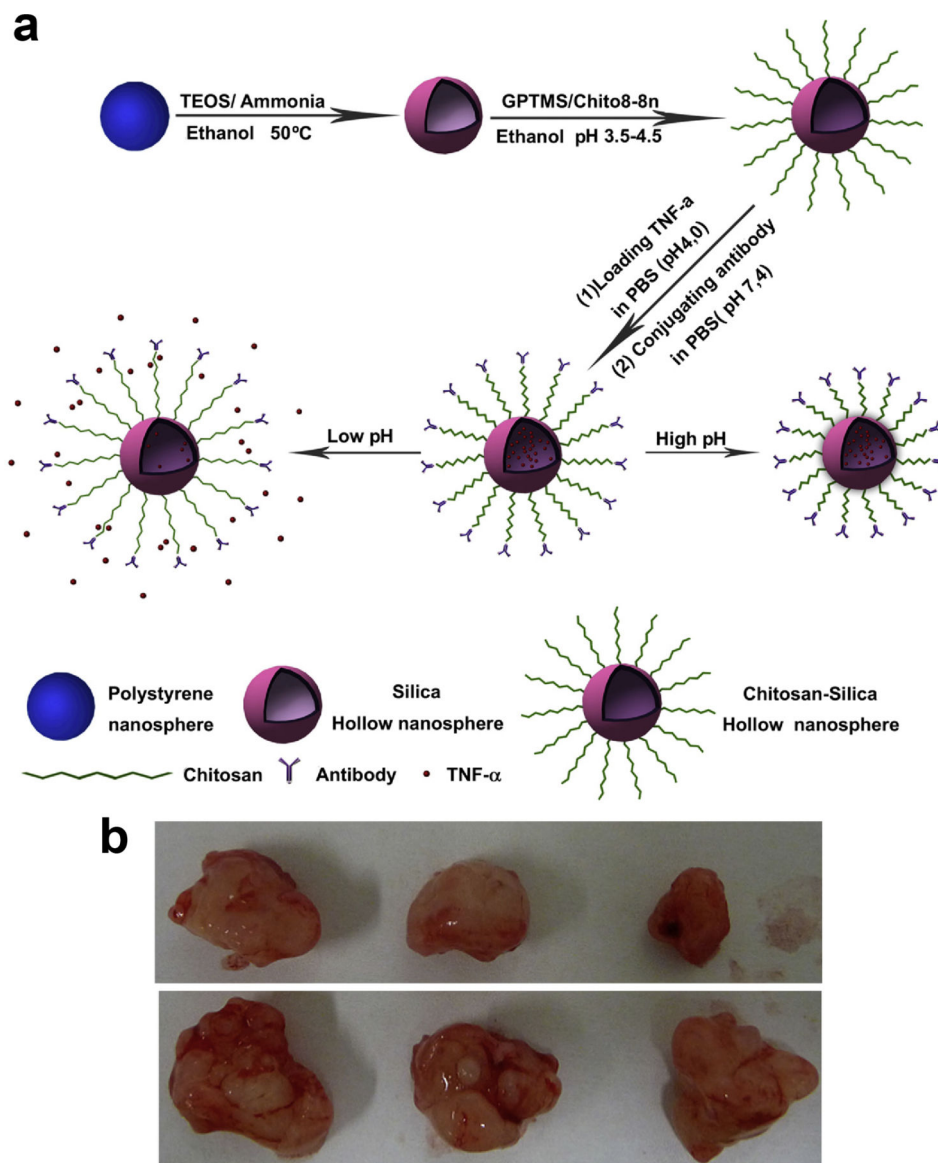 a
TEOS/ Ammonia
Ethanol 50ºC
GPTMS/Chito8-8n
Ethanol pH 3.5-4.5
(1)Loading TNF-a
in PBS (pH4,0)
(2) Conjugating antibody
in PBS( pH 7,4)
Low pH
High pH
Polystyrene
nanosphere
Silica
Hollow nanosphere
Chitosan-Silica
Hollow nanosphere
Chitosan
Antibody
TNF-α
b